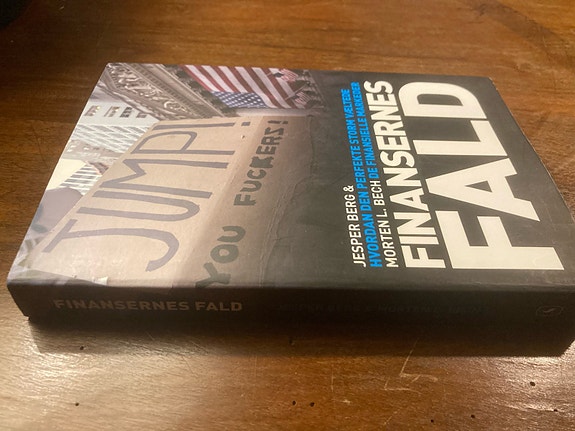 JUMP!
YOU FUCKERS!
JESPER BERG &
HVORDAN DEN PERFEKTE STORM VÆLTEDE
MORTEN L. BECH DE FINANSIELLE MARKEDER
FINANSERNES
FALD
FINANSERNES FALD